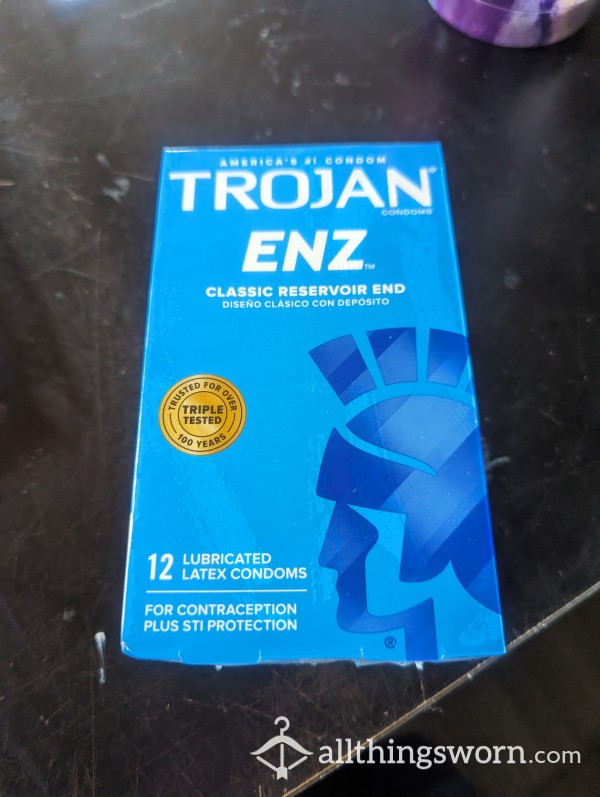 AMERICA'S #1 CONDOM
TROJAN®
CONDOMS
ENZ™
CLASSIC RESERVOIR END
DISEÑO CLÁSICO CON DEPÓSITO
TRUSTED FOR OVER
TRIPLE
TESTED
100 YEARS
12 LUBRICATED
LATEX CONDOMS
FOR CONTRACEPTION
PLUS STI PROTECTION
®
allthingsworn.com